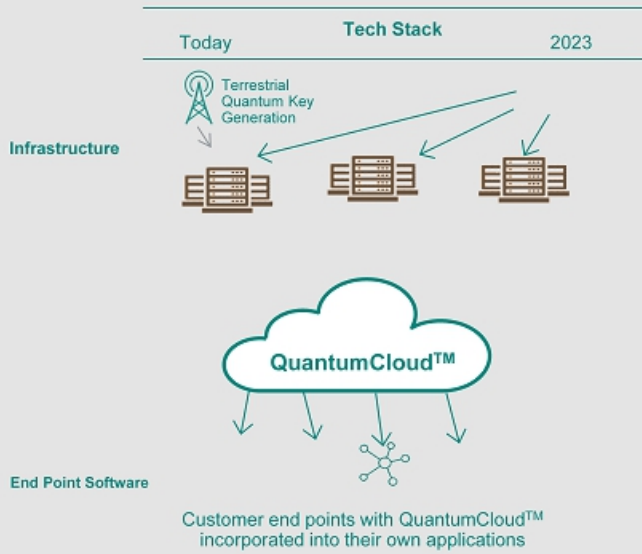 Tech Stack
Today
2023
Terrestrial
Quantum Key
Generation
Infrastructure
QuantumCloud™
End Point Software
Customer end points with QuantumCloud™
incorporated into their own applications